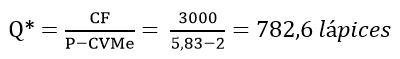 Q* = CF / P−CVMe = 3000 / 5,83−2 = 782,6 lápices